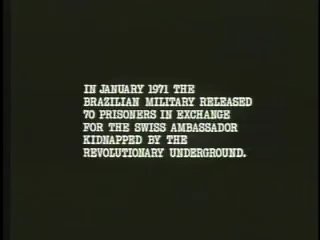 IN JANUARY 1971 THE
BRAZILIAN MILITARY RELEASED
70 PRISONERS IN EXCHANGE
FOR THE SWISS AMBASSADOR
KIDNAPPED BY THE
REVOLUTIONARY UNDERGROUND.